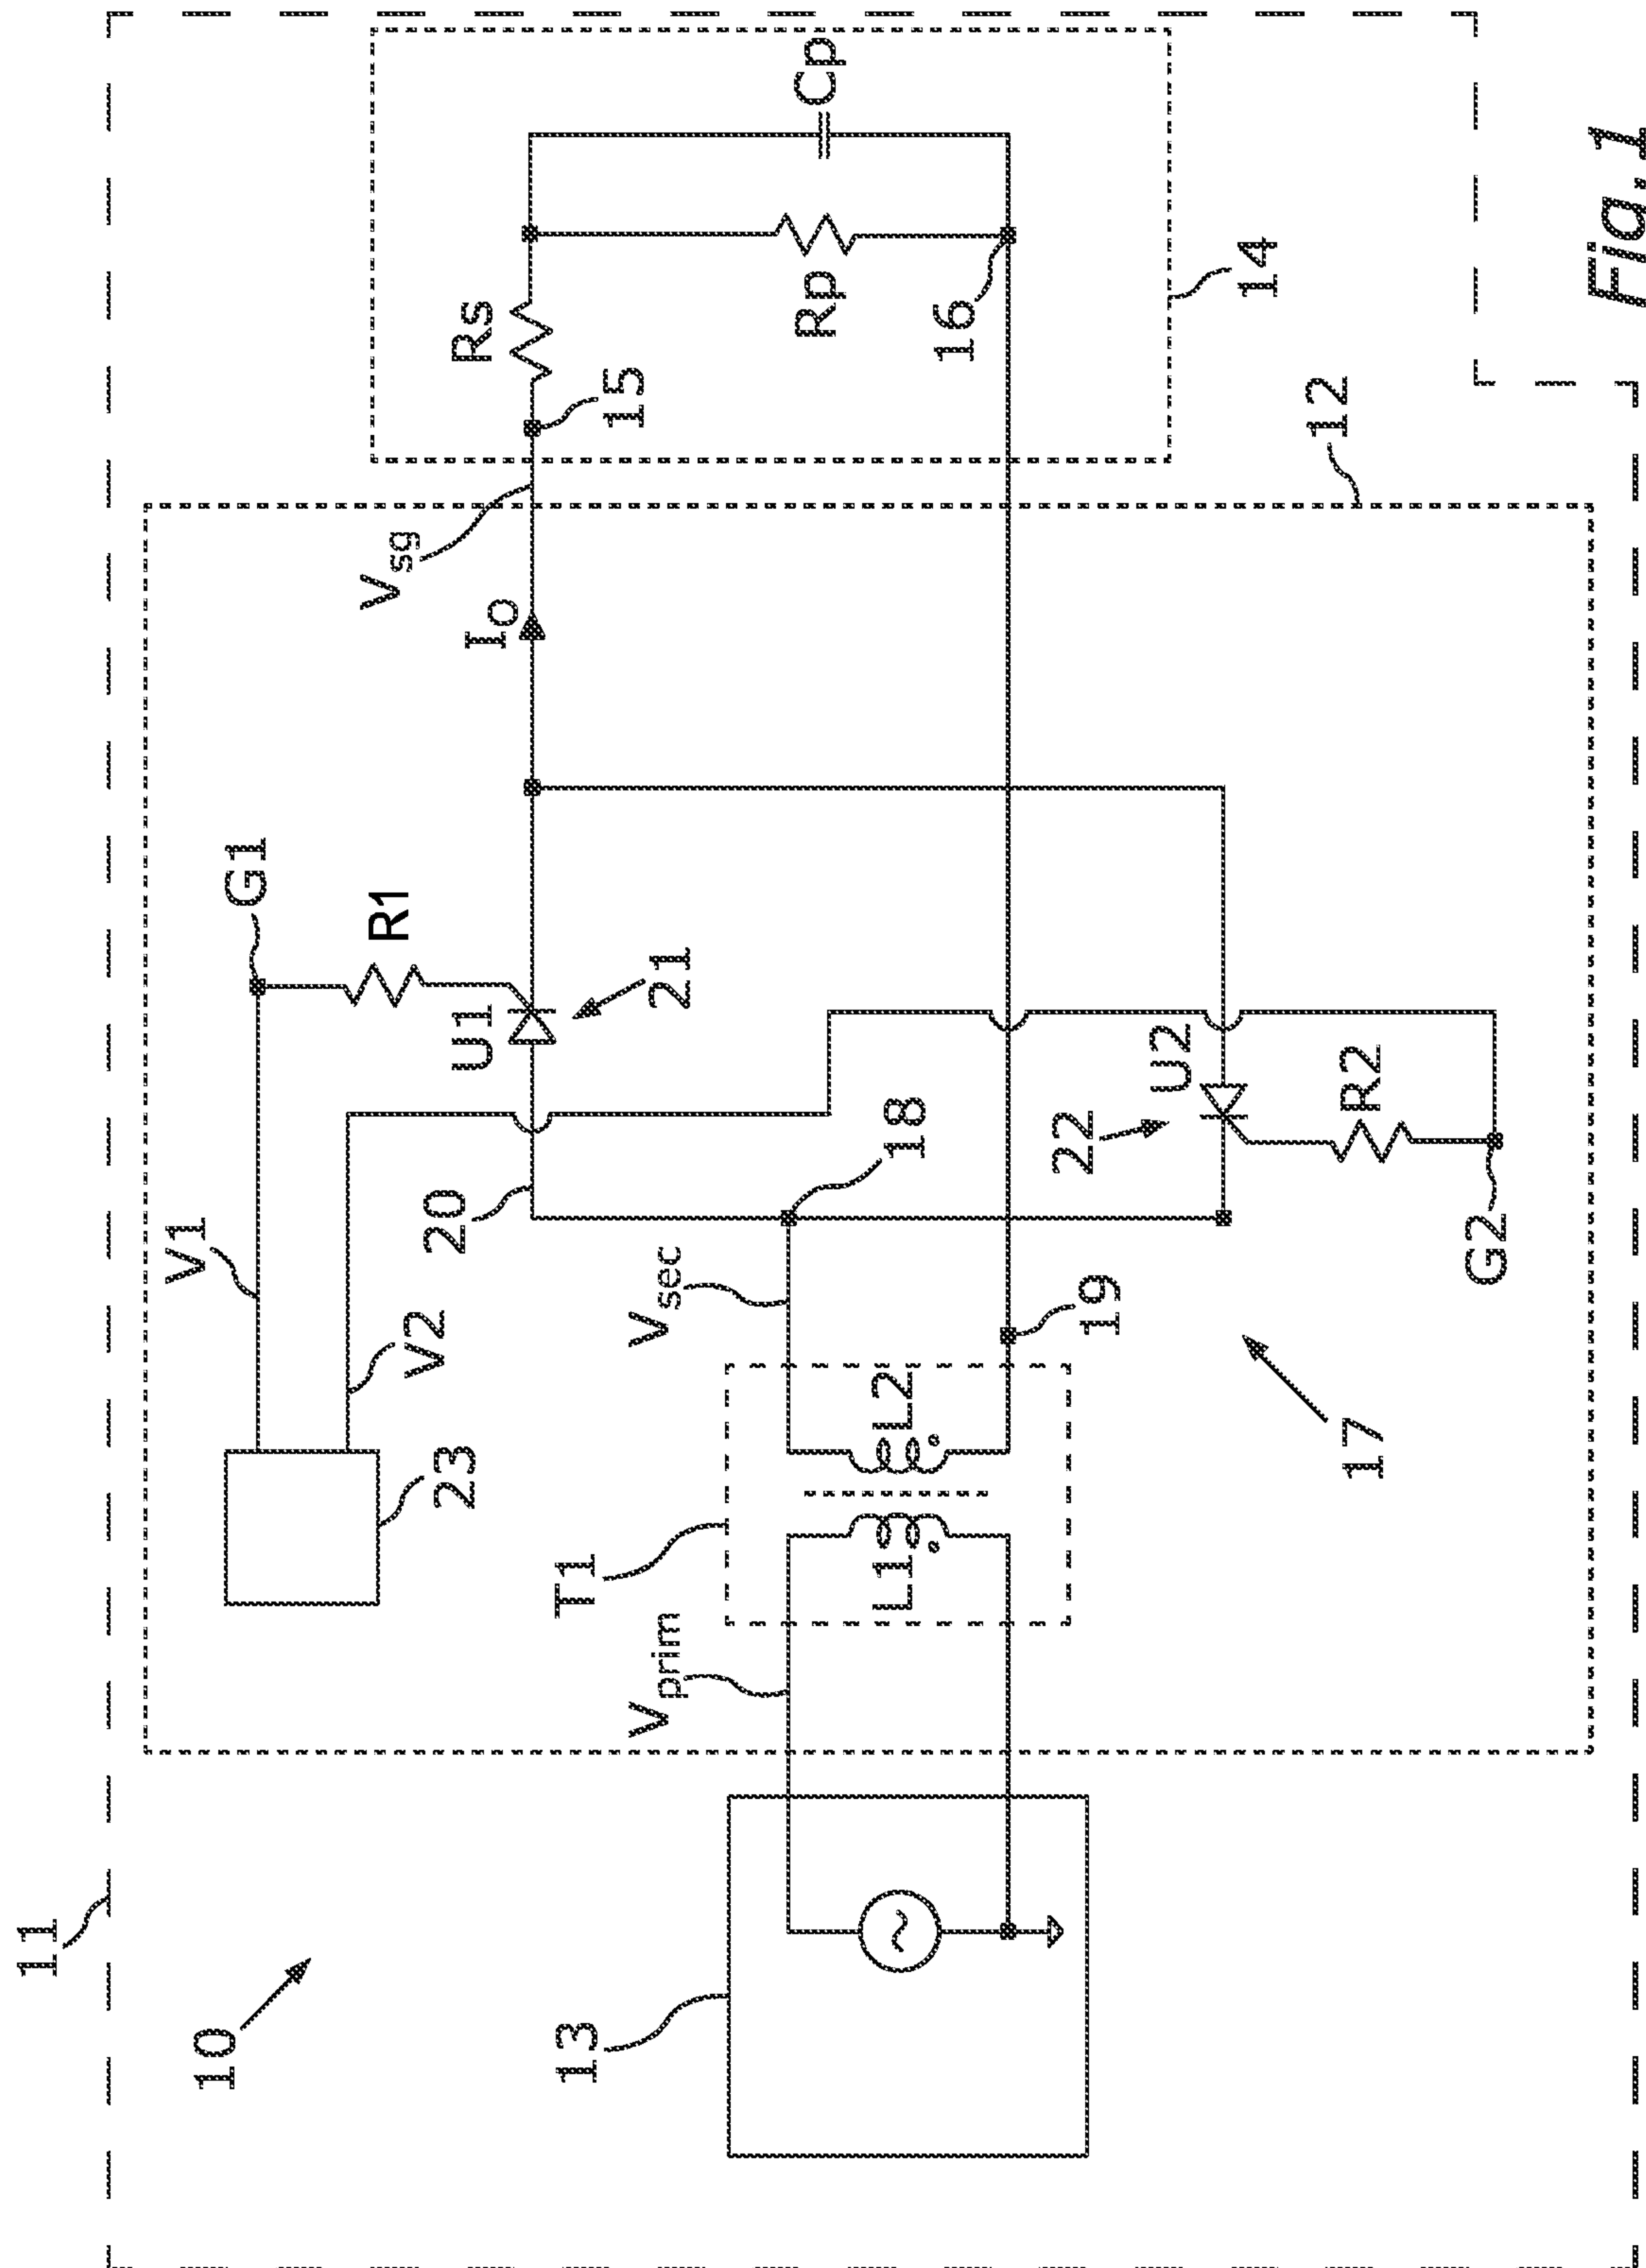 11
10
V1
G1
23
V2
R1
20
U1
Io
Vsg
Rs
13
T1
Vprim
Vsec
21
15
L1
L2
18
Rp
Cp
16
19
22
U2
14
17
R2
12
G2
Fig.1